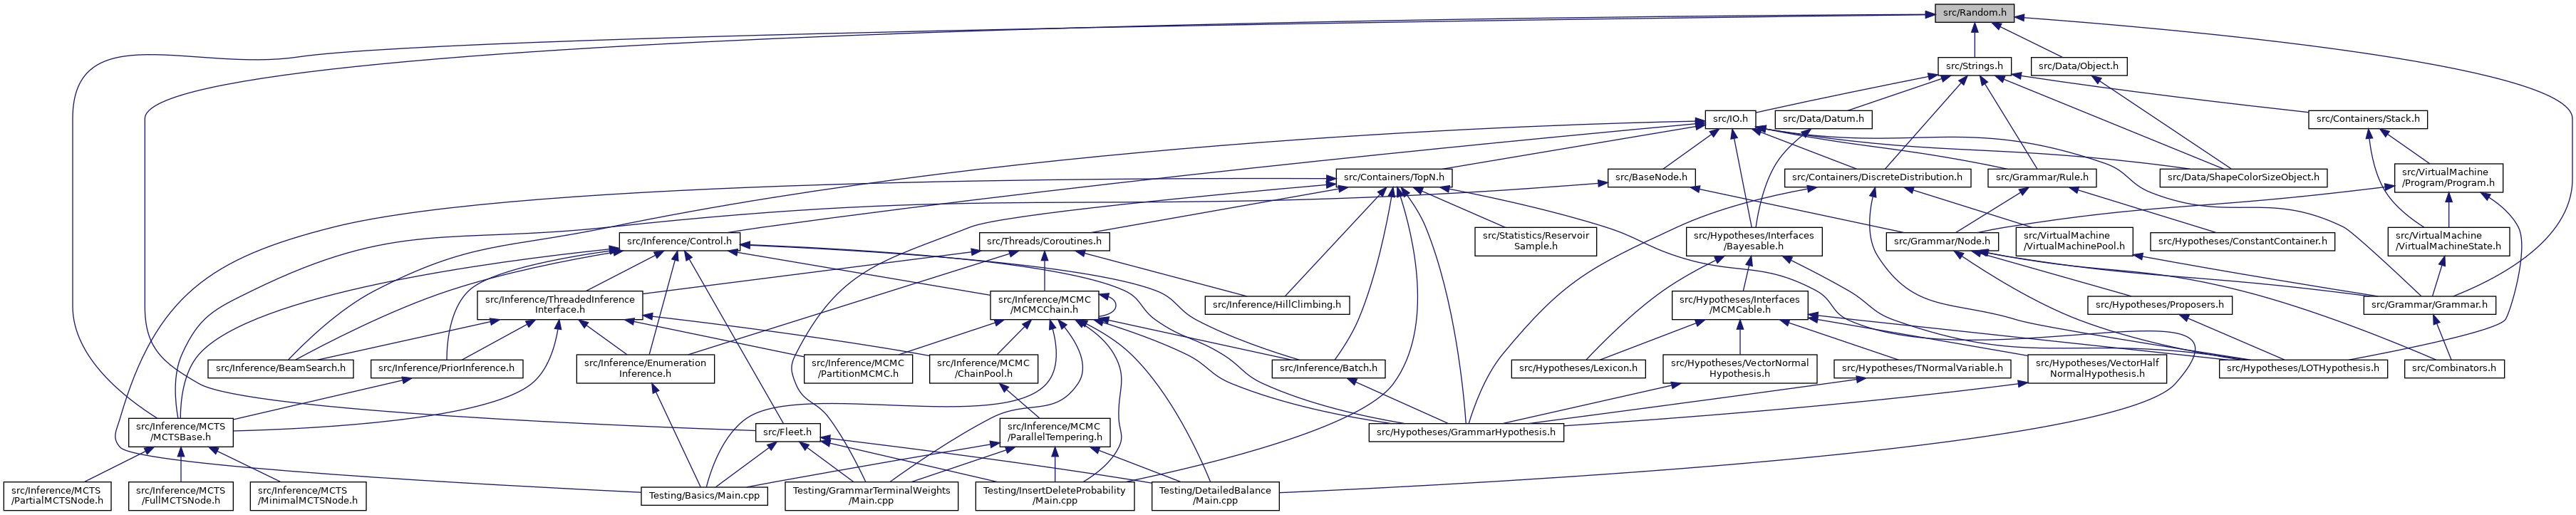 src/Random.h
src/Strings.h
src/Data/Object.h
src/IO.h
src/Data/Datum.h
src/Containers/Stack.h
src/Containers/TopN.h
src/BaseNode.h
src/Containers/DiscreteDistribution.h
src/Grammar/Rule.h
src/Data/ShapeColorSizeObject.h
src/VirtualMachine
/Program/Program.h
src/Inference/Control.h
src/Threads/Coroutines.h
src/Statistics/Reservoir
Sample.h
src/Hypotheses/Interfaces
/Bayesable.h
src/Grammar/Node.h
src/VirtualMachine
/VirtualMachinePool.h
src/Hypotheses/ConstantContainer.h
src/VirtualMachine
/VirtualMachineState.h
src/Inference/ThreadedInference
Interface.h
src/Inference/MCMC
/MCMCChain.h
src/Inference/HillClimbing.h
src/Hypotheses/Interfaces
/MCMCable.h
src/Hypotheses/Proposers.h
src/Grammar/Grammar.h
src/Inference/BeamSearch.h
src/Inference/PriorInference.h
src/Inference/Enumeration
Inference.h
src/Inference/MCMC
/PartitionMCMC.h
src/Inference/MCMC
/ChainPool.h
src/Inference/Batch.h
src/Hypotheses/Lexicon.h
src/Hypotheses/VectorNormal
Hypothesis.h
src/Hypotheses/TNormalVariable.h
src/Hypotheses/VectorHalf
NormalHypothesis.h
src/Hypotheses/LOTHypothesis.h
src/Combinators.h
src/Inference/MCTS
/MCTSBase.h
src/Fleet.h
src/Inference/MCMC
/ParallelTempering.h
src/Hypotheses/GrammarHypothesis.h
src/Inference/MCTS
/PartialMCTSNode.h
src/Inference/MCTS
/FullMCTSNode.h
src/Inference/MCTS
/MinimalMCTSNode.h
Testing/Basics/Main.cpp
Testing/GrammarTerminalWeights
/Main.cpp
Testing/InsertDeleteProbability
/Main.cpp
Testing/DetailedBalance
/Main.cpp